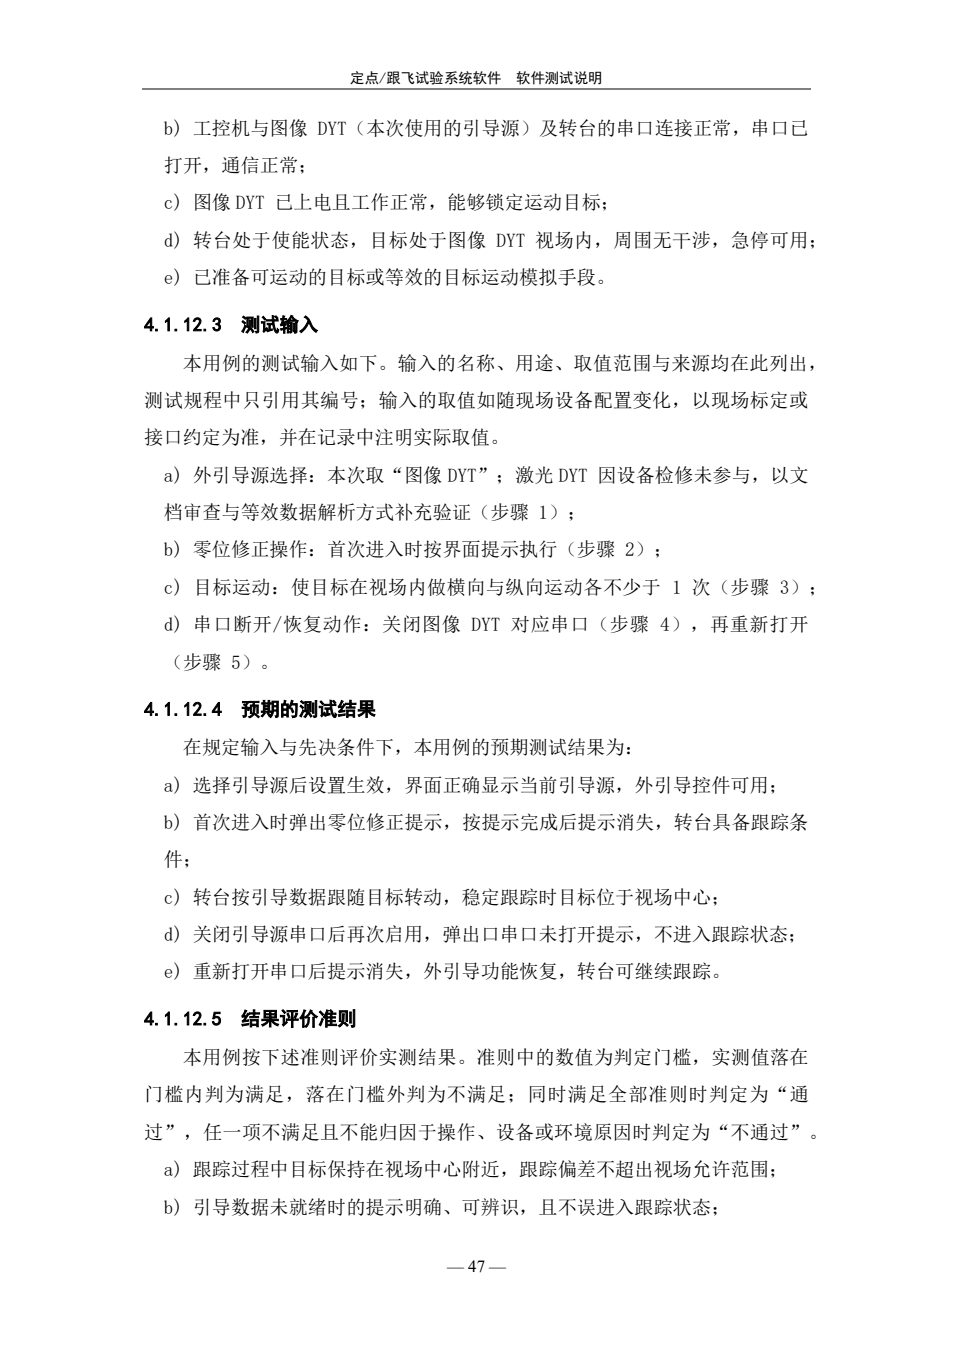 定点/跟飞试验系统软件　软件测试说明
b）工控机与图像 DYT（本次使用的引导源）及转台的串口连接正常，串口已
打开，通信正常；
c）图像 DYT 已上电且工作正常，能够锁定运动目标；
d）转台处于使能状态，目标处于图像 DYT 视场内，周围无干涉，急停可用；
e）已准备可运动的目标或等效的目标运动模拟手段。
4.1.12.3　测试输入
本用例的测试输入如下。输入的名称、用途、取值范围与来源均在此列出，
测试规程中只引用其编号；输入的取值如随现场设备配置变化，以现场标定或
接口约定为准，并在记录中注明实际取值。
a）外引导源选择：本次取“图像 DYT”；激光 DYT 因设备检修未参与，以文
档审查与等效数据解析方式补充验证（步骤 1）；
b）零位修正操作：首次进入时按界面提示执行（步骤 2）；
c）目标运动：使目标在视场内做横向与纵向运动各不少于 1 次（步骤 3）；
d）串口断开/恢复动作：关闭图像 DYT 对应串口（步骤 4），再重新打开
（步骤 5）。
4.1.12.4　预期的测试结果
在规定输入与先决条件下，本用例的预期测试结果为：
a）选择引导源后设置生效，界面正确显示当前引导源，外引导控件可用；
b）首次进入时弹出零位修正提示，按提示完成后提示消失，转台具备跟踪条
件；
c）转台按引导数据跟随目标转动，稳定跟踪时目标位于视场中心；
d）关闭引导源串口后再次启用，弹出口串口未打开提示，不进入跟踪状态；
e）重新打开串口后提示消失，外引导功能恢复，转台可继续跟踪。
4.1.12.5　结果评价准则
本用例按下述准则评价实测结果。准则中的数值为判定门槛，实测值落在
门槛内判为满足，落在门槛外判为不满足；同时满足全部准则时判定为“通
过”，任一项不满足且不能归因于操作、设备或环境原因时判定为“不通过”。
a）跟踪过程中目标保持在视场中心附近，跟踪偏差不超出视场允许范围；
b）引导数据未就绪时的提示明确、可辨识，且不误进入跟踪状态；
— 47 —